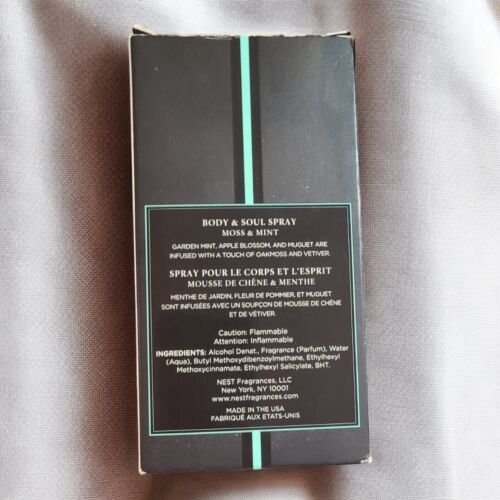 BODY & SOUL SPRAY
MOSS & MINT
GARDEN MINT, APPLE BLOSSOM, AND MUGUET ARE
INFUSED WITH A TOUCH OF OAKMOSS AND VETIVER.
SPRAY POUR LE CORPS ET L'ESPRIT
MOUSSE DE CHÊNE & MENTHE
MENTHE DE JARDIN, FLEUR DE POMMIER, ET MUGUET
SONT INFUSÉES AVEC UN SOUPÇON DE MOUSSE DE CHÊNE
ET DE VÉTIVER.
Caution: Flammable
Attention: Inflammable
INGREDIENTS: Alcohol Denat., Fragrance (Parfum), Water
(Aqua), Butyl Methoxydibenzoylmethane, Ethylhexyl
Methoxycinnamate, Ethylhexyl Salicylate, BHT.
NEST Fragrances, LLC
New York, NY 10001
www.nestfragrances.com
MADE IN THE USA
FABRIQUÉ AUX ETATS-UNIS